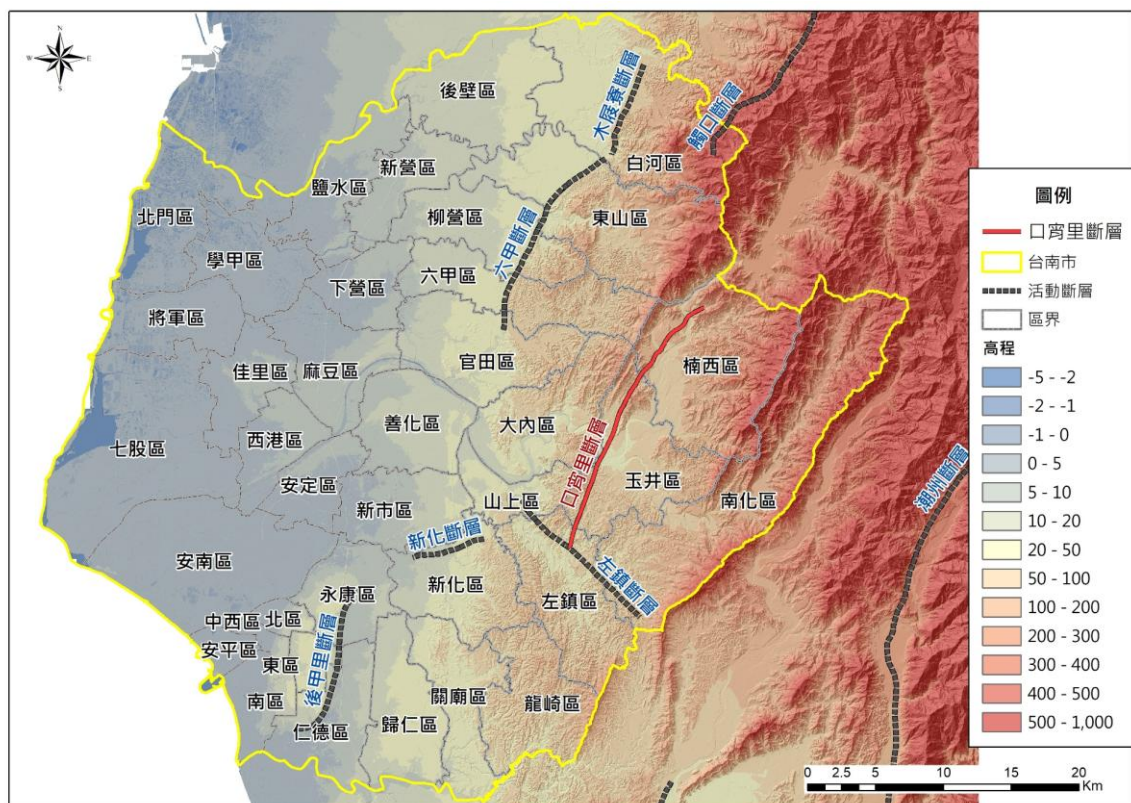 N
W
E
S
後壁區
木屐寮斷層
觸口斷層
白河區
新營區
鹽水區
北門區
柳營區
東山區
學甲區
六甲斷層
下營區
六甲區
將軍區
官田區
楠西區
佳里區
麻豆區
善化區
大內區
西港區
七股區
口宵里斷層
安定區
玉井區
山上區
南化區
新市區
潮州斷層
新化斷層
安南區
左鎮斷層
新化區
永康區
左鎮區
中西區
北區
安平區
東區
後甲里斷層
南區
關廟區
龍崎區
歸仁區
仁德區
圖例
口宵里斷層
台南市
活動斷層
區界
高程
-5 - -2
-2 - -1
-1 - 0
0 - 5
5 - 10
10 - 20
20 - 50
50 - 100
100 - 200
200 - 300
300 - 400
400 - 500
500 - 1,000
0 2.5 5 10 15 20
Km